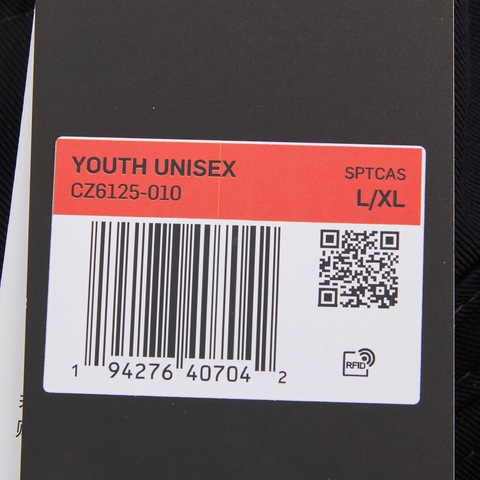 YOUTH UNISEX
CZ6125-010
SPTCAS
L/XL
1 94276 40704 2
RFID